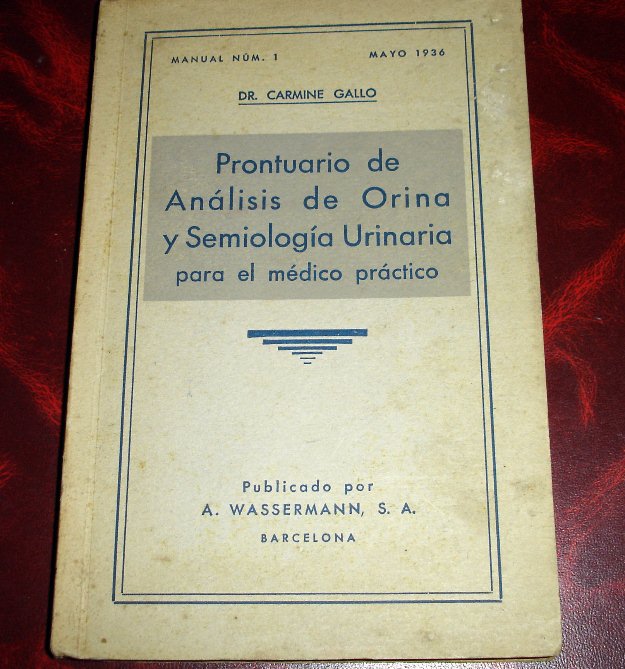 MANUAL NÚM. 1 MAYO 1936
DR. CARMINE GALLO
Prontuario de
Análisis de Orina
y Semiología Urinaria
para el médico práctico
Publicado por
A. WASSERMANN, S. A.
BARCELONA